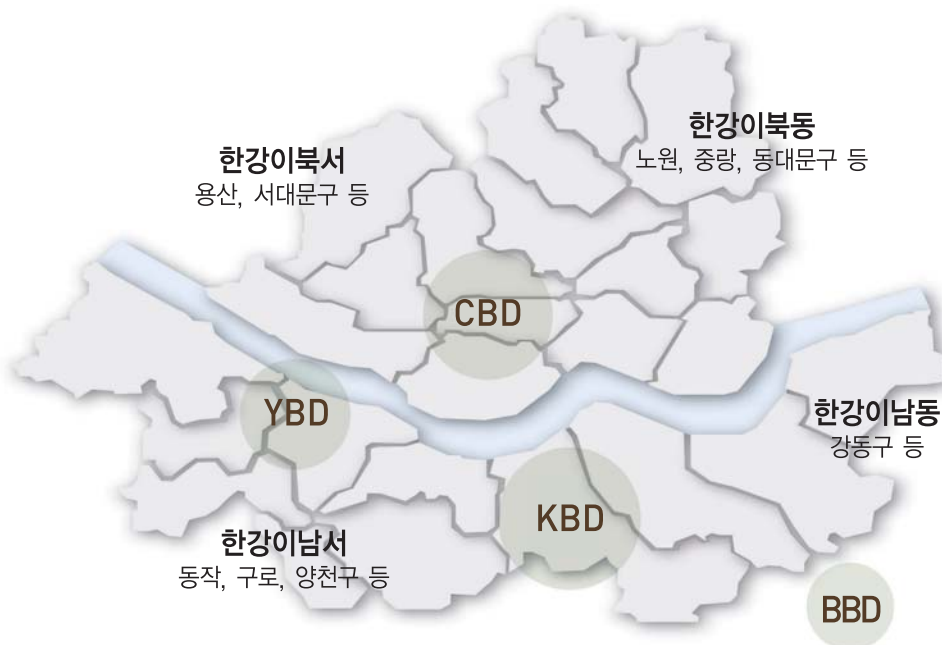 한강이북동
노원, 중랑, 동대문구 등
한강이북서
용산, 서대문구 등
CBD
YBD
한강이남동
강동구 등
KBD
한강이남서
동작, 구로, 양천구 등
BBD